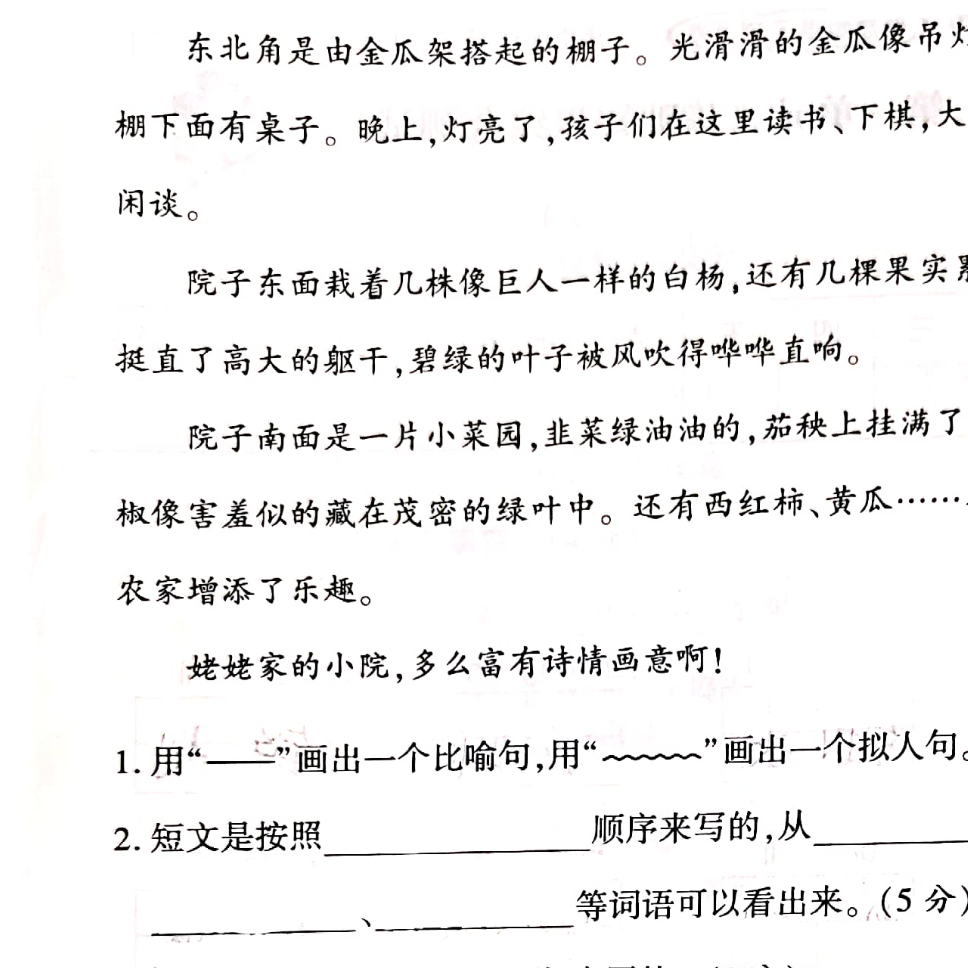 东北角是由金瓜架搭起的棚子。光滑滑的金瓜像吊
棚下面有桌子。晚上,灯亮了,孩子们在这里读书、下棋,大
闲谈。
院子东面栽着几株像巨人一样的白杨,还有几棵果实
挺直了高大的躯干,碧绿的叶子被风吹得哗哗直响。
院子南面是一片小菜园,韭菜绿油油的,茄秧上挂满了
椒像害羞似的藏在茂密的绿叶中。还有西红柿、黄瓜……
农家增添了乐趣。
姥姥家的小院,多么富有诗情画意啊!
1. 用“——”画出一个比喻句,用“﹏﹏”画出一个拟人句。
2. 短文是按照________顺序来写的,从________
________、________等词语可以看出来。(5分)